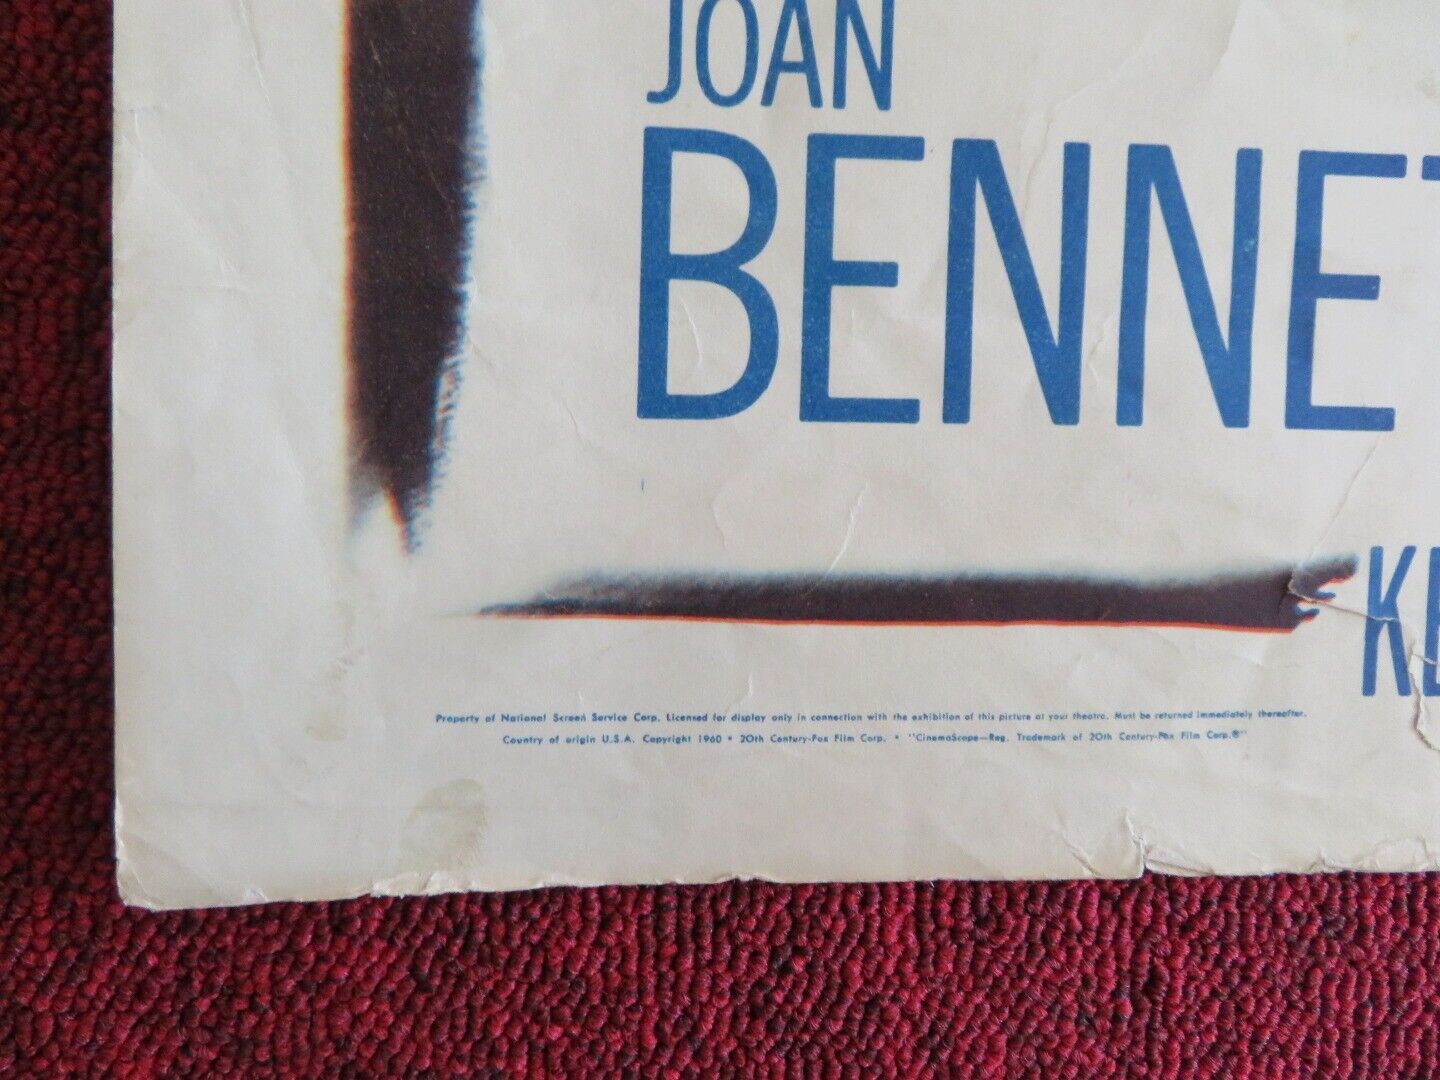 JOAN
BENNET
KE
Property of National Screen Service Corp. Licensed for display only in connection with the exhibition of this picture at your theatre. Must be returned immediately thereafter.
Country of origin U.S.A. Copyright 1960 • 20th Century-Fox Film Corp. • "CinemaScope—Reg. Trademark of 20th Century-Fox Film Corp.®"